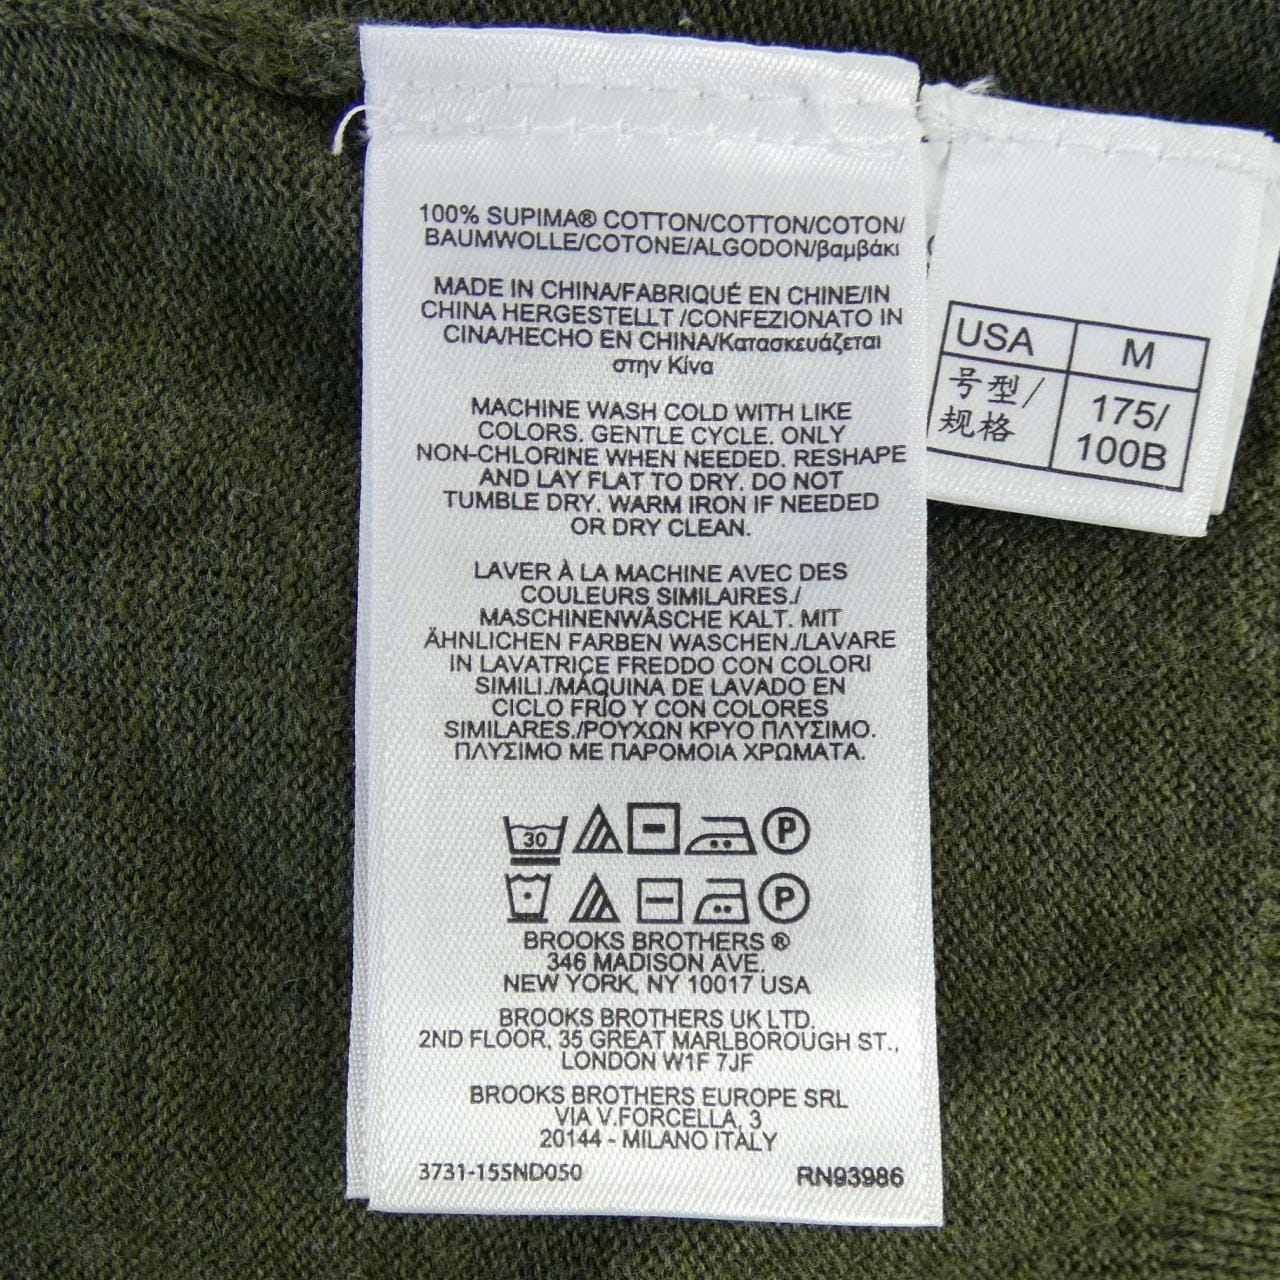 100% SUPIMA® COTTON/COTTON/COTON/
BAUMWOLLE/COTONE/ALGODON/βαμβάκι
MADE IN CHINA/FABRIQUÉ EN CHINE/IN
CHINA HERGESTELLT /CONFEZIONATO IN
CINA/HECHO EN CHINA/Κατασκευάζεται
στην Κίνα
MACHINE WASH COLD WITH LIKE
COLORS. GENTLE CYCLE. ONLY
NON-CHLORINE WHEN NEEDED. RESHAPE
AND LAY FLAT TO DRY. DO NOT
TUMBLE DRY. WARM IRON IF NEEDED
OR DRY CLEAN.
LAVER À LA MACHINE AVEC DES
COULEURS SIMILAIRES./
MASCHINENWÄSCHE KALT. MIT
ÄHNLICHEN FARBEN WASCHEN./LAVARE
IN LAVATRICE FREDDO CON COLORI
SIMILI./MÁQUINA DE LAVADO EN
CICLO FRÍO Y CON COLORES
SIMILARES./ΡΟΥΧΩΝ ΚΡΥΟ ΠΛΥΣΙΜΟ.
ΠΛΥΣΙΜΟ ΜΕ ΠΑΡΟΜΟΙΑ ΧΡΩΜΑΤΑ.
30 P
P
BROOKS BROTHERS ®
346 MADISON AVE.
NEW YORK, NY 10017 USA
BROOKS BROTHERS UK LTD.
2ND FLOOR, 35 GREAT MARLBOROUGH ST.,
LONDON W1F 7JF
BROOKS BROTHERS EUROPE SRL
VIA V.FORCELLA, 3
20144 - MILANO ITALY
3731-155ND050 RN93986
USA M
号型/
规格
175/
100B